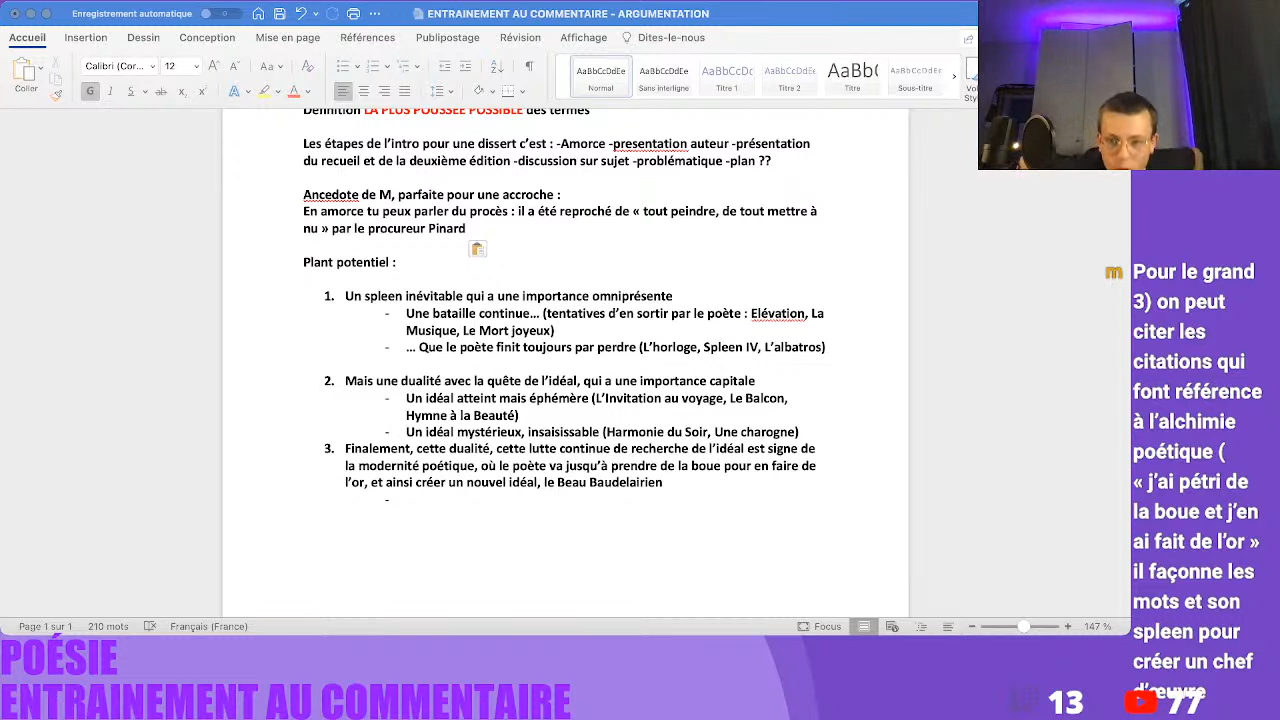 Enregistrement automatique
ENTRAINEMENT AU COMMENTAIRE - ARGUMENTATION
Accueil Insertion Dessin Conception Mise en page Références Publipostage Révision Affichage Dites-le-nous
Coller
Calibri (Cor... 12
G I S
AaBbCcDdEe Normal
AaBbCcDdEe Sans interligne
AaBbCcDc Titre 1
AaBbCcDdE Titre 2
AaBbC Titre
AaBbCcDdEe Sous-titre
Définition LA PLUS POUSSEE POSSIBLE des termes
Les étapes de l'intro pour une dissert c'est : -Amorce -presentation auteur -présentation
du recueil et de la deuxième édition -discussion sur sujet -problématique -plan ??
Ancedote de M, parfaite pour une accroche :
En amorce tu peux parler du procès : il a été reproché de « tout peindre, de tout mettre à
nu » par le procureur Pinard
Plant potentiel :
1. Un spleen inévitable qui a une importance omniprésente
- Une bataille continue... (tentatives d'en sortir par le poète : Elévation, La
Musique, Le Mort joyeux)
- ... Que le poète finit toujours par perdre (L'horloge, Spleen IV, L'albatros)
2. Mais une dualité avec la quête de l'idéal, qui a une importance capitale
- Un idéal atteint mais éphémère (L'Invitation au voyage, Le Balcon,
Hymne à la Beauté)
- Un idéal mystérieux, insaisissable (Harmonie du Soir, Une charogne)
3. Finalement, cette dualité, cette lutte continue de recherche de l'idéal est signe de
la modernité poétique, où le poète va jusqu'à prendre de la boue pour en faire de
l'or, et ainsi créer un nouvel idéal, le Beau Baudelairien
-
Page 1 sur 1 210 mots Français (France) Focus 147 %
m Pour le grand
3) on peut
citer les
citations qui
font référence
à l'alchimie
poétique (
« j'ai pétri de
la boue et j'en
ai fait de l'or »
il façonne les
mots et son
spleen pour
créer un chef
d'œuvre
POÉSIE
ENTRAINEMENT AU COMMENTAIRE
13 77